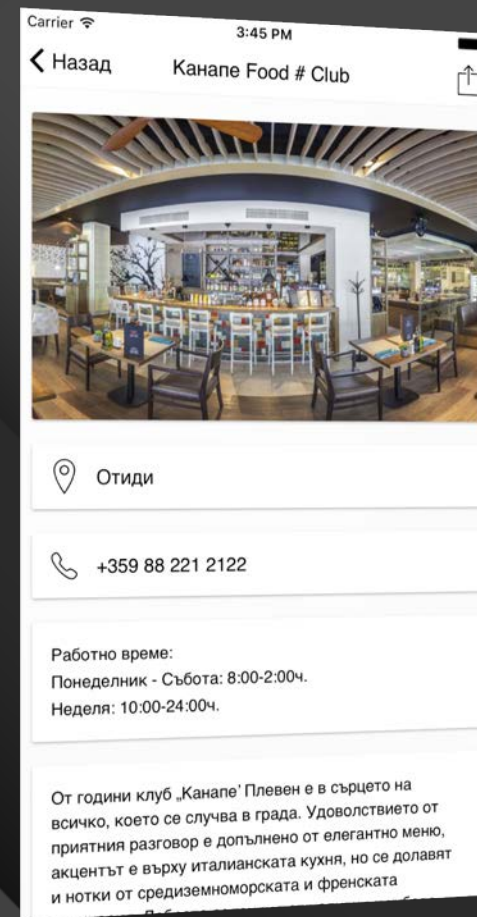 Carrier
3:45 PM
Назад
Канапе Food # Club
Отиди
+359 88 221 2122
Работно време:
Понеделник - Събота: 8:00-2:00ч.
Неделя: 10:00-24:00ч.
От години клуб „Канапе’ Плевен е в сърцето на
всичко, което се случва в града. Удоволствието от
приятния разговор е допълнено от елегантно меню,
акцентът е върху италианската кухня, но се долавят
и нотки от средиземноморската и френската